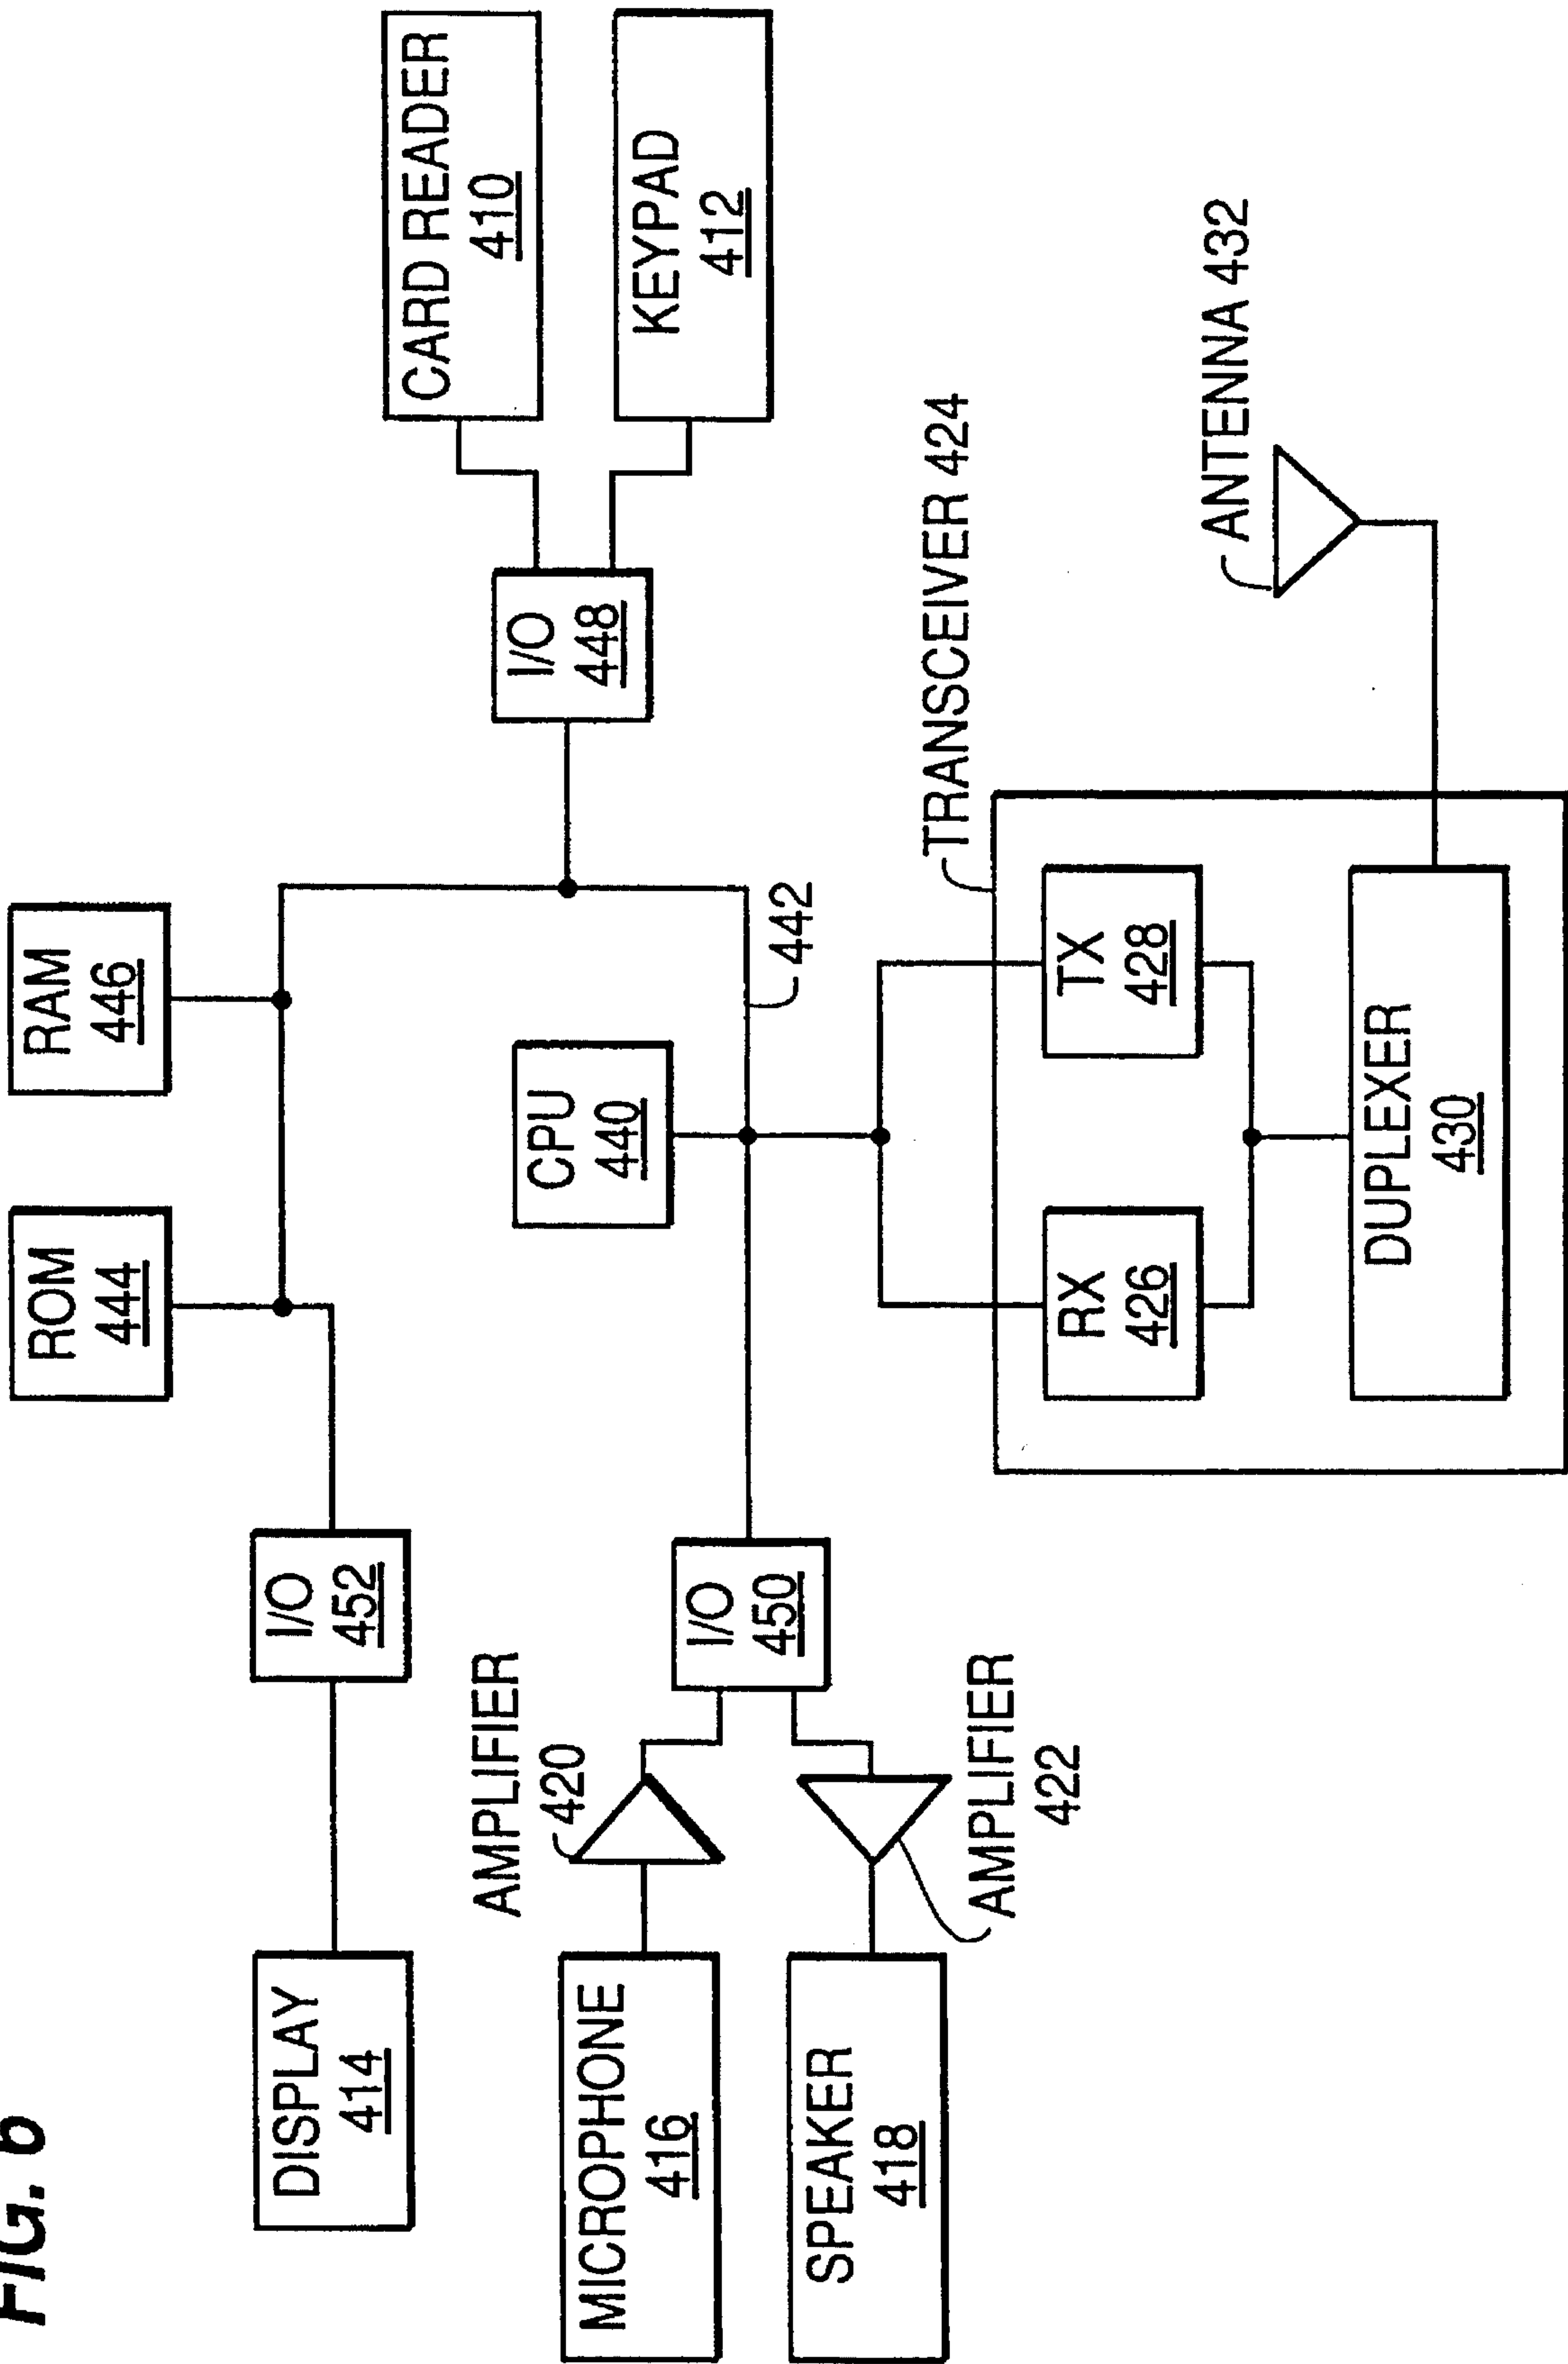 FIG. 6
ROM
444
RAM
446
DISPLAY
414
I/O
452
CARD READER
410
AMPLIFIER
420
CPU
440
I/O
448
KEYPAD
412
MICROPHONE
416
I/O
450
442
SPEAKER
418
AMPLIFIER
422
TRANSCEIVER 424
RX
426
TX
428
ANTENNA 432
DUPLEXER
430